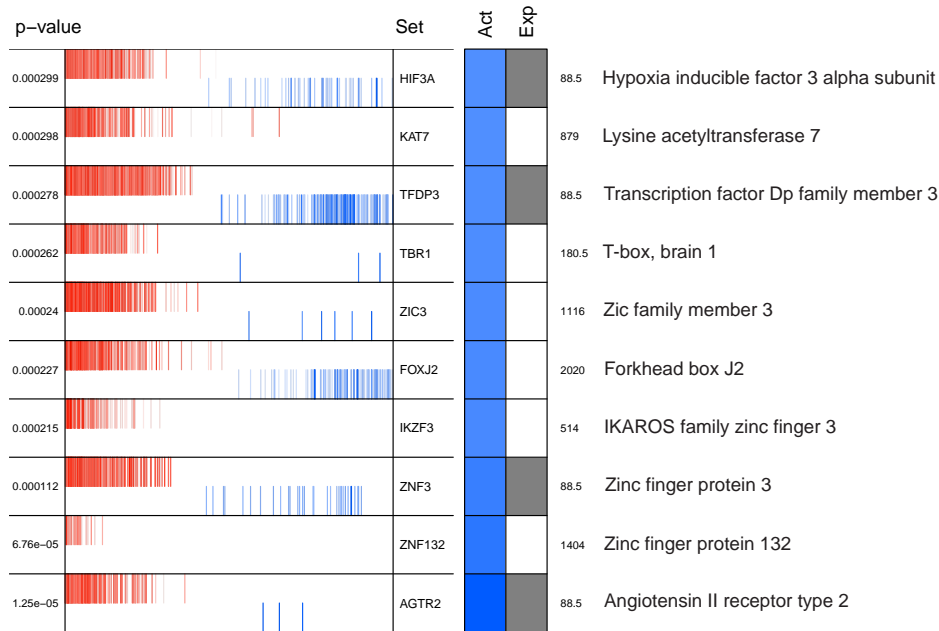 p−value Set Act Exp
0.000299 HIF3A 88.5 Hypoxia inducible factor 3 alpha subunit
0.000298 KAT7 879 Lysine acetyltransferase 7
0.000278 TFDP3 88.5 Transcription factor Dp family member 3
0.000262 TBR1 180.5 T-box, brain 1
0.00024 ZIC3 1116 Zic family member 3
0.000227 FOXJ2 2020 Forkhead box J2
0.000215 IKZF3 514 IKAROS family zinc finger 3
0.000112 ZNF3 88.5 Zinc finger protein 3
6.76e−05 ZNF132 1404 Zinc finger protein 132
1.25e−05 AGTR2 88.5 Angiotensin II receptor type 2